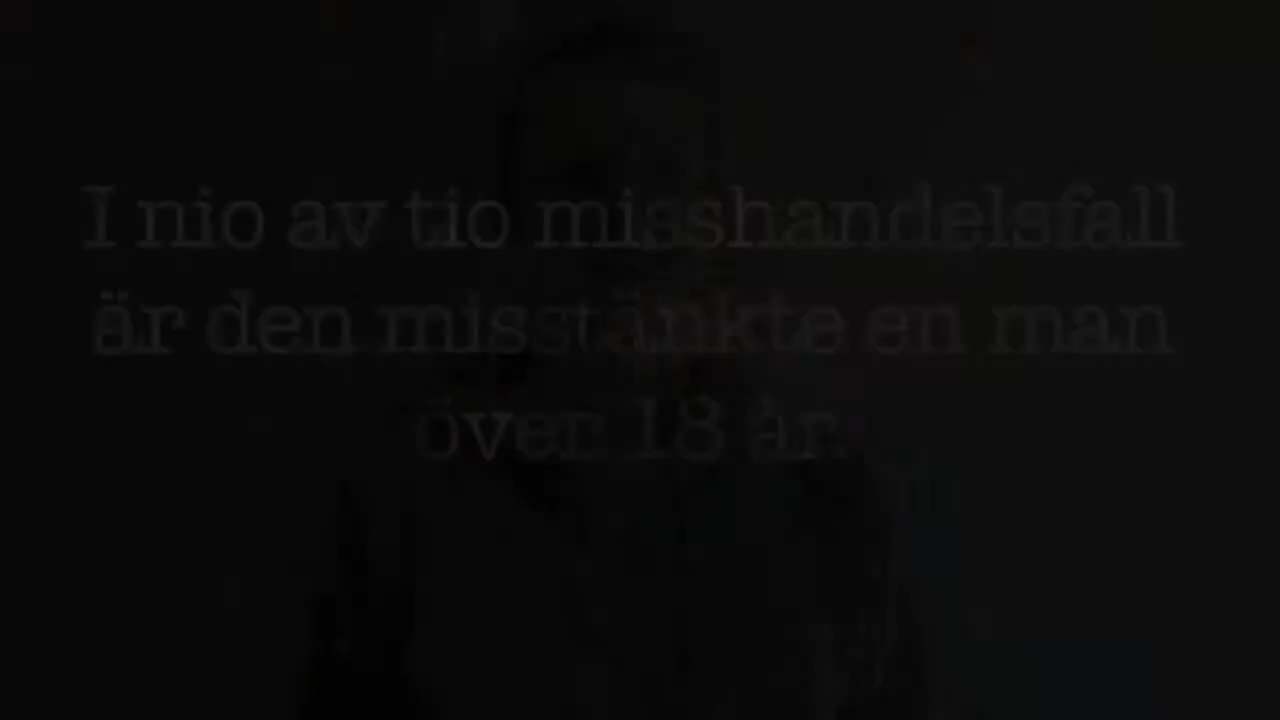 I nio av tio misshandelsfall
är den misstänkte en man
över 18 år.